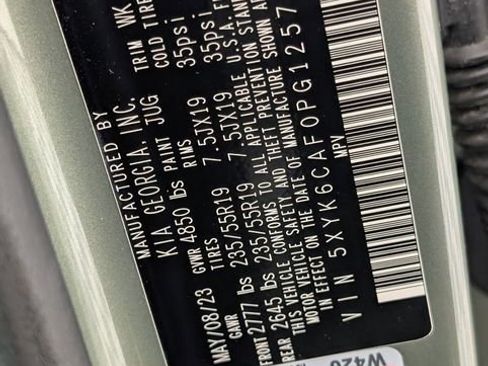 MANUFACTURED BY
KIA GEORGIA, INC.
PAINT JUG TRIM WK
GVWR 4850 lbs
MAY/08/23 TIRES RIMS COLD TIRE
GAWR
FRONT 2777 lbs 235/55R19 7.5JX19 35psi
REAR 2645 lbs 235/55R19 7.5JX19 35psi
THIS VEHICLE CONFORMS TO ALL APPLICABLE U.S.A.
VEHICLE SAFETY AND THEFT PREVENTION STAN
IN EFFECT ON THE DATE OF MANUFACTURE SHOWN A
VIN 5XYK6CAF0PG1257
MPV
W426